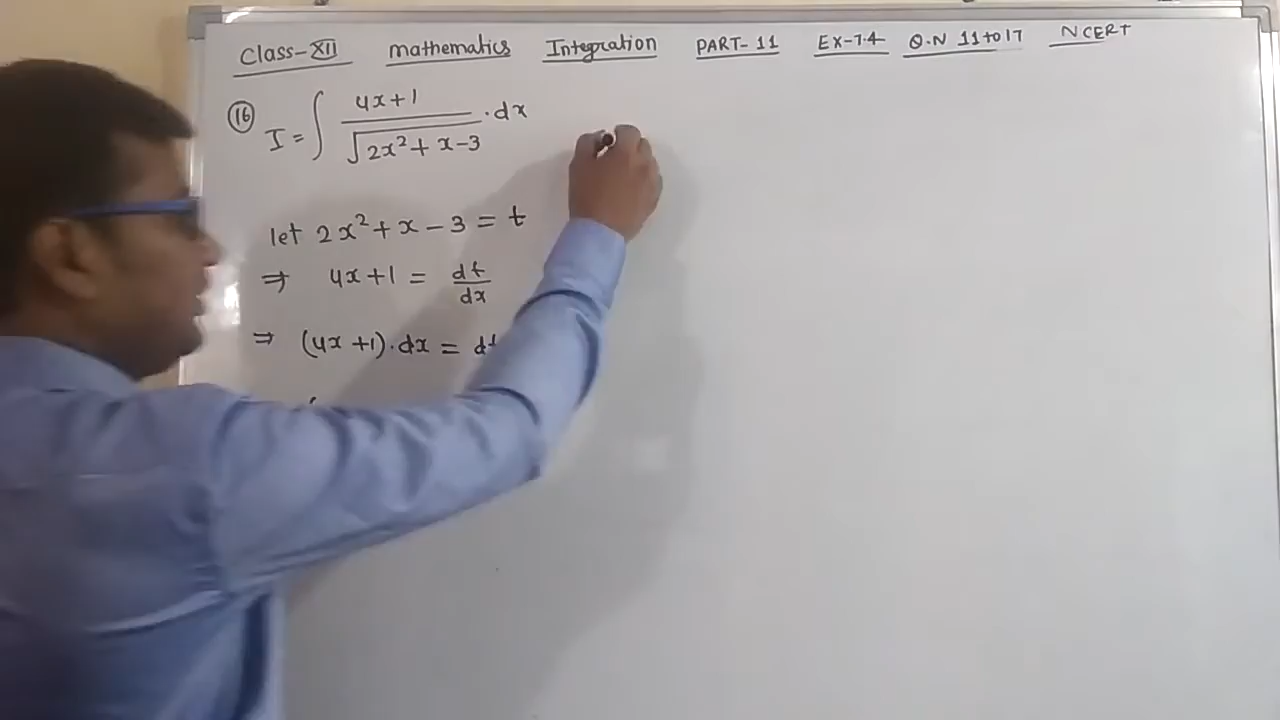 Class-XII mathematics Integration PART-11 EX-7.4 Q.N 11 to 17 NCERT
(16) I = ∫ (4x+1)/√(2x²+x-3) · dx
let 2x²+x-3 = t
⇒ 4x+1 = dt/dx
⇒ (4x+1)·dx = dt